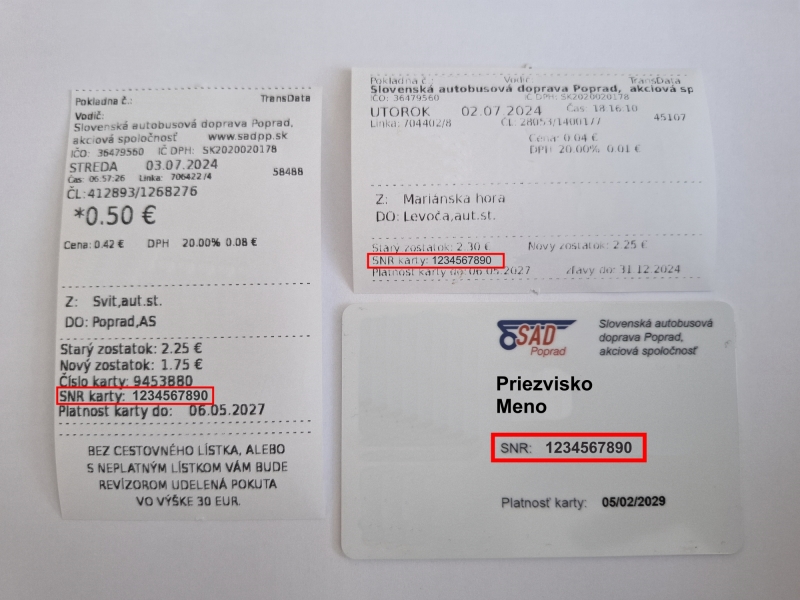 Pokladna č.: TransData
Vodič:
Slovenská autobusová doprava Poprad,
akciová spoločnosť www.sadpp.sk
IČO: 36479560 IČ DPH: SK2020020178
STREDA 03.07.2024
Čas: 06:57:26 Linka: 706422/4 58488
ČL:412893/1268276
*0.50 €
Cena: 0.42 € DPH 20.00% 0.08 €
Z: Svit,aut.st.
DO: Poprad,AS
Starý zostatok: 2.25 €
Nový zostatok: 1.75 €
Číslo karty: 9453880
SNR karty: 1234567890
Platnosť karty do: 06.05.2027
BEZ CESTOVNÉHO LÍSTKA, ALEBO
S NEPLATNÝM LÍSTKOM VÁM BUDE
REVÍZOROM UDELENÁ POKUTA
VO VÝŠKE 30 EUR.
Pokladna č.: Vodič: TransData
Slovenská autobusová doprava Poprad, akciová sp
IČO: 36479560 IČ DPH: SK2020020178
UTOROK 02.07.2024 Čas: 18:16:10
Linka: 704402/8 ČL: 28053/1400177 45107
Cena: 0.04 €
DPH: 20.00% 0.01 €
Z: Mariánska hora
DO: Levoča,aut.st.
Starý zostatok: 2.30 € Nový zostatok: 2.25 €
SNR karty: 1234567890
Platnosť karty do: 06.05.2027 zľavy do: 31.12.2024
SAD
Poprad
Slovenská autobusová
doprava Poprad,
akciová spoločnosť
Priezvisko
Meno
SNR: 1234567890
Platnosť karty: 05/02/2029